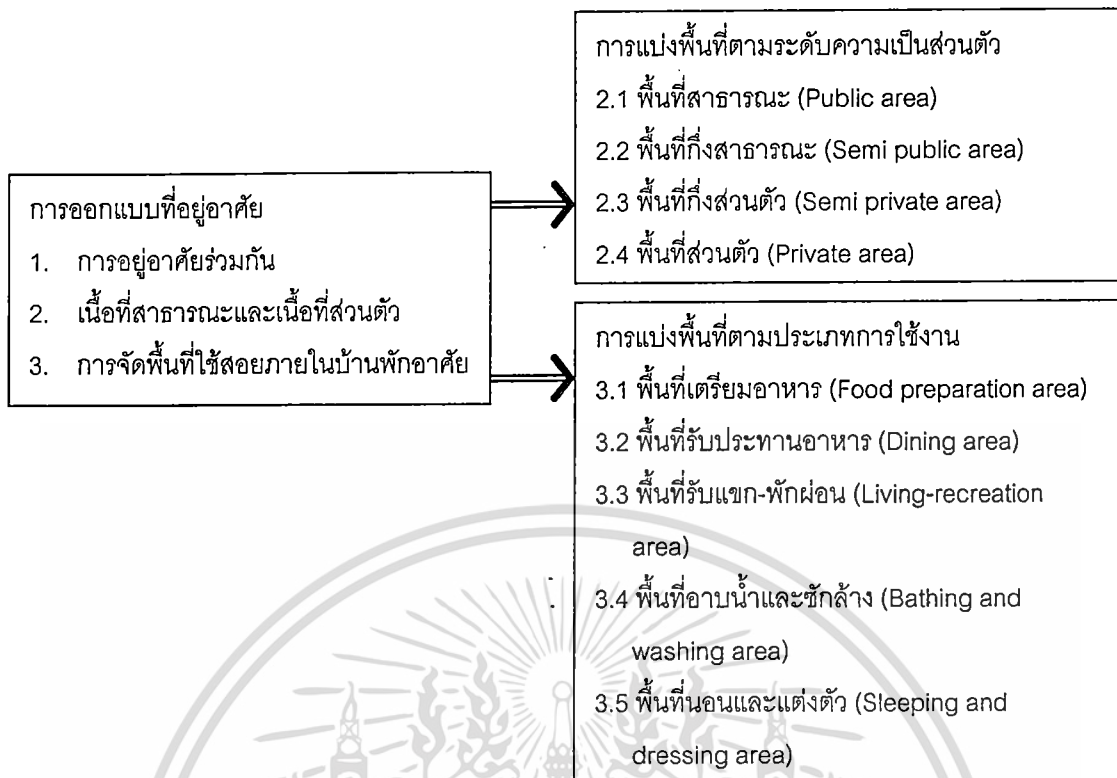 การออกแบบที่อยู่อาศัย
1. การอยู่อาศัยร่วมกัน
2. เนื้อที่สาธารณะและเนื้อที่ส่วนตัว
3. การจัดพื้นที่ใช้สอยภายในบ้านพักอาศัย
การแบ่งพื้นที่ตามระดับความเป็นส่วนตัว
2.1 พื้นที่สาธารณะ (Public area)
2.2 พื้นที่กึ่งสาธารณะ (Semi public area)
2.3 พื้นที่กึ่งส่วนตัว (Semi private area)
2.4 พื้นที่ส่วนตัว (Private area)
การแบ่งพื้นที่ตามประเภทการใช้งาน
3.1 พื้นที่เตรียมอาหาร (Food preparation area)
3.2 พื้นที่รับประทานอาหาร (Dining area)
3.3 พื้นที่รับแขก-พักผ่อน (Living-recreation
area)
3.4 พื้นที่อาบน้ำและซักล้าง (Bathing and
washing area)
3.5 พื้นที่นอนและแต่งตัว (Sleeping and
dressing area)